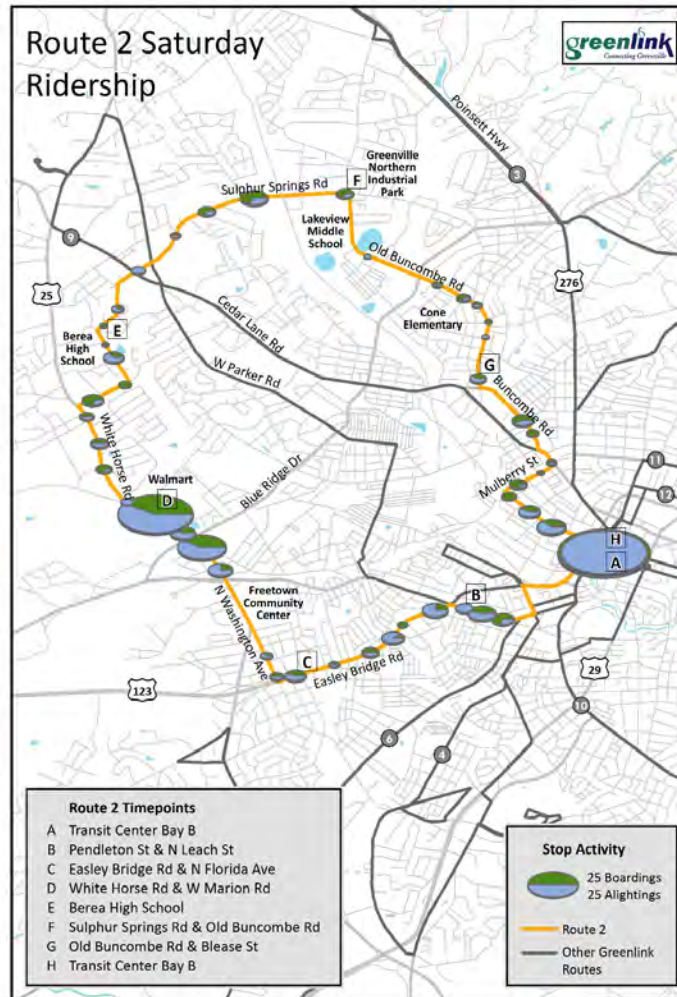 Route 2 Saturday
Ridership
greenlink
Connecting Greenville
Poinsett Hwy
3
Greenville
Northern
Industrial
Park
F
Sulphur Springs Rd
Lakeview
Middle
School
9
Old Buncombe Rd
25
276
Cone
Elementary
Cedar Lane Rd
E
Berea
High
School
W Parker Rd
G
Buncombe Rd
White Horse Rd
Blue Ridge Dr
Mulberry St
11
12
Walmart
D
H
A
Freetown
Community
Center
B
N Washington Ave
C
Easley Bridge Rd
29
123
10
6
4
Route 2 Timepoints
A Transit Center Bay B
B Pendleton St & N Leach St
C Easley Bridge Rd & N Florida Ave
D White Horse Rd & W Marion Rd
E Berea High School
F Sulphur Springs Rd & Old Buncombe Rd
G Old Buncombe Rd & Blease St
H Transit Center Bay B
Stop Activity
25 Boardings
25 Alightings
Route 2
Other Greenlink
Routes